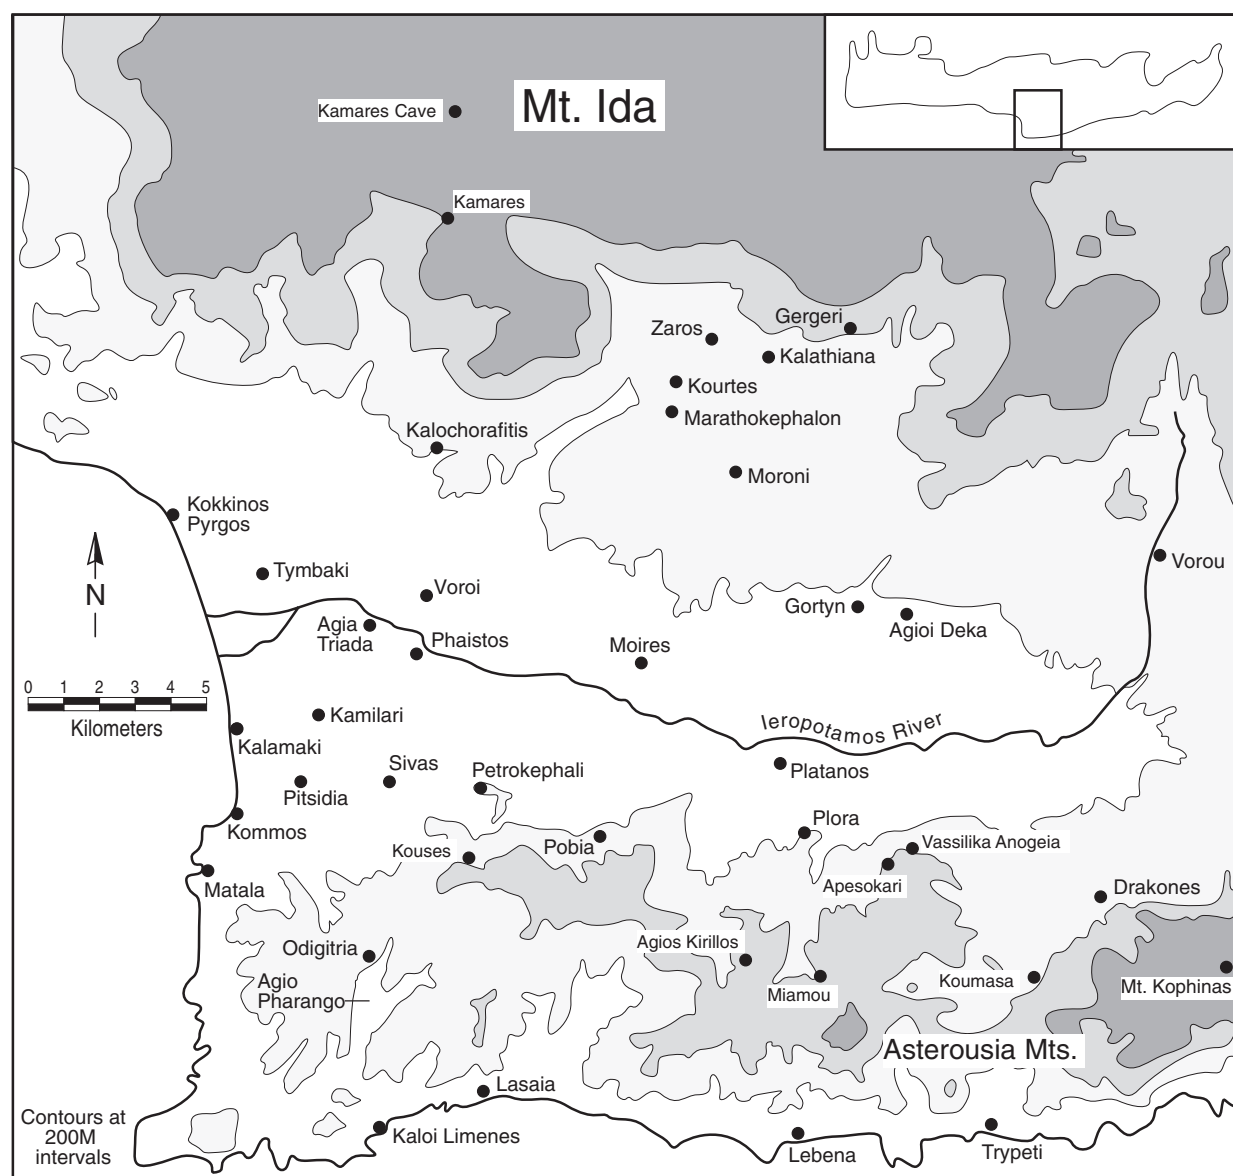 Kamares Cave
Mt. Ida
Kamares
Gergeri
Zaros
Kalathiana
Kourtes
Marathokephalon
Kalochorafitis
Moroni
Kokkinos
Pyrgos
Vorou
N
Tymbaki
Voroi
Gortyn
Agioi Deka
Agia
Triada
Phaistos
Moires
0 1 2 3 4 5
Kilometers
Kamilari
Ieropotamos River
Kalamaki
Sivas
Petrokephali
Platanos
Pitsidia
Kommos
Plora
Pobia
Kouses
Vassilika Anogeia
Apesokari
Matala
Drakones
Odigitria
Agios Kirillos
Agio
Pharango
Miamou
Koumasa
Mt. Kophinas
Asterousia Mts.
Lasaia
Contours at
200M
intervals
Kaloi Limenes
Lebena
Trypeti